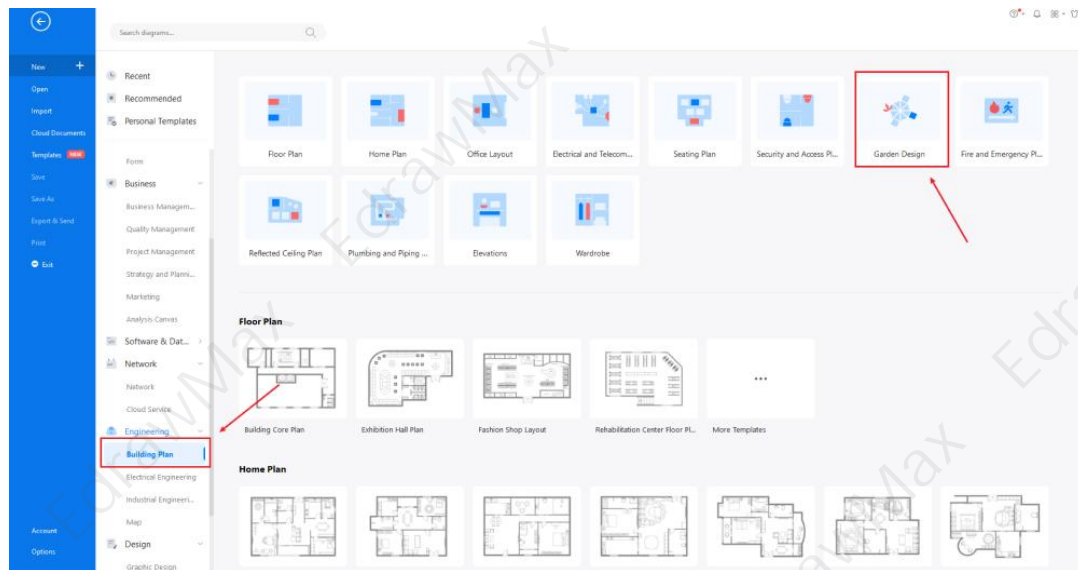 Search diagrams...
New +
Open
Import
Cloud Documents
Templates NEW
Save
Save As
Export & Send
Print
Exit
Account
Options
Recent
Recommended
Personal Templates
Form
Business
Business Managem...
Quality Management
Project Management
Strategy and Planni...
Marketing
Analysis Canvas
Software & Dat...
Network
Network
Cloud Service
Engineering
Building Plan
Electrical Engineering
Industrial Engineeri...
Map
Design
Graphic Design
Floor Plan
Home Plan
Office Layout
Electrical and Telecom...
Seating Plan
Security and Access Pl...
Garden Design
Fire and Emergency Pl...
Reflected Ceiling Plan
Plumbing and Piping ...
Elevations
Wardrobe
Floor Plan
Building Core Plan
Exhibition Hall Plan
Fashion Shop Layout
Rehabilitation Center Floor Pl...
...
More Templates
Home Plan
EdrawMax
EdrawMax
EdrawMax
Edra